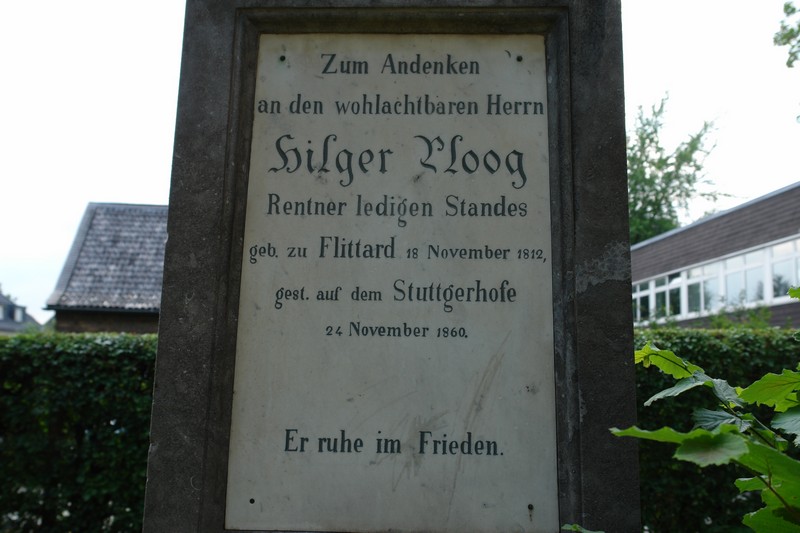 Zum Andenken
an den wohlachtbaren Herrn
Hilger Ploog
Rentner ledigen Standes
geb. zu Flittard 18 November 1812,
gest. auf dem Stuttgerhofe
24 November 1860.
Er ruhe im Frieden.